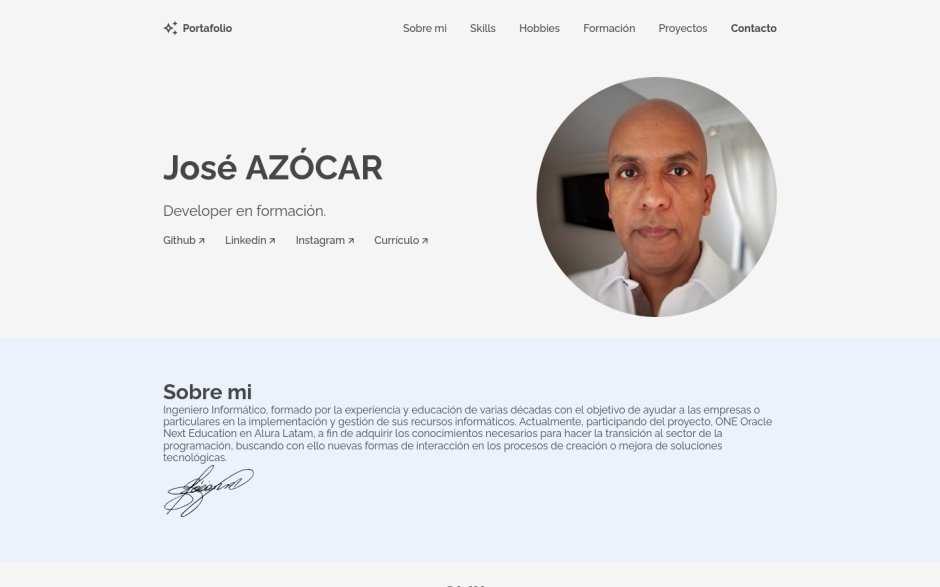 Portafolio
Sobre mi
Skills
Hobbies
Formación
Proyectos
Contacto
José AZÓCAR
Developer en formación.
Github
Linkedin
Instagram
Currículo
Sobre mi
Ingeniero Informático, formado por la experiencia y educación de varias décadas con el objetivo de ayudar a las empresas o
particulares en la implementación y gestión de sus recursos informáticos. Actualmente, participando del proyecto, ONE Oracle
Next Education en Alura Latam, a fin de adquirir los conocimientos necesarios para hacer la transición al sector de la
programación, buscando con ello nuevas formas de interacción en los procesos de creación o mejora de soluciones
tecnológicas.